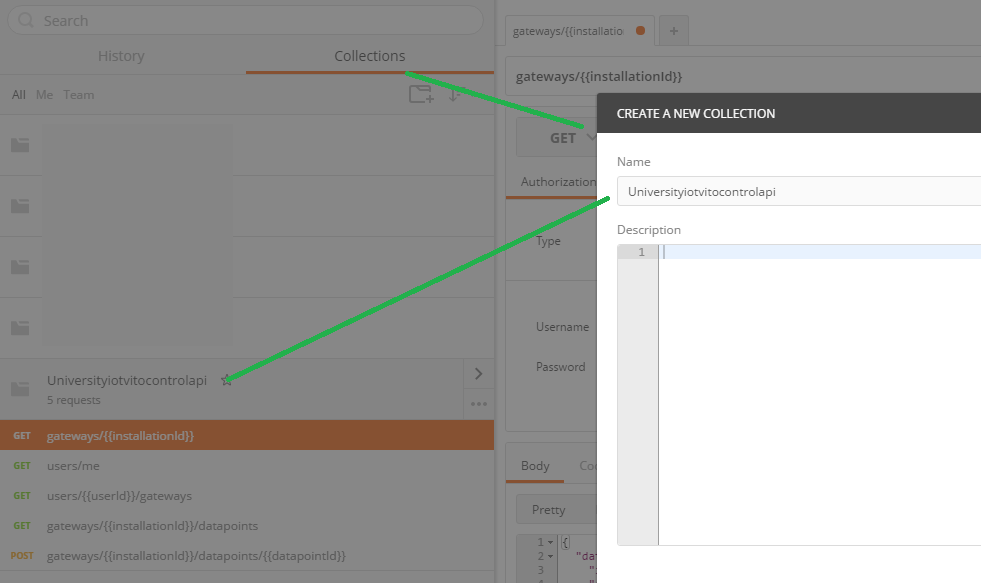 Search
History
Collections
All Me Team
Universityiotvitocontrolapi
5 requests
GET gateways/{{installationId}}
GET users/me
GET users/{{userId}}/gateways
GET gateways/{{installationId}}/datapoints
POST gateways/{{installationId}}/datapoints/{{datapointId}}
gateways/{{installatio
+
gateways/{{installationId}}
GET
Authorization
Type
Username
Password
Body Coo
Pretty
1 {
2 "dat
3
4
CREATE A NEW COLLECTION
Name
Universityiotvitocontrolapi
Description
1